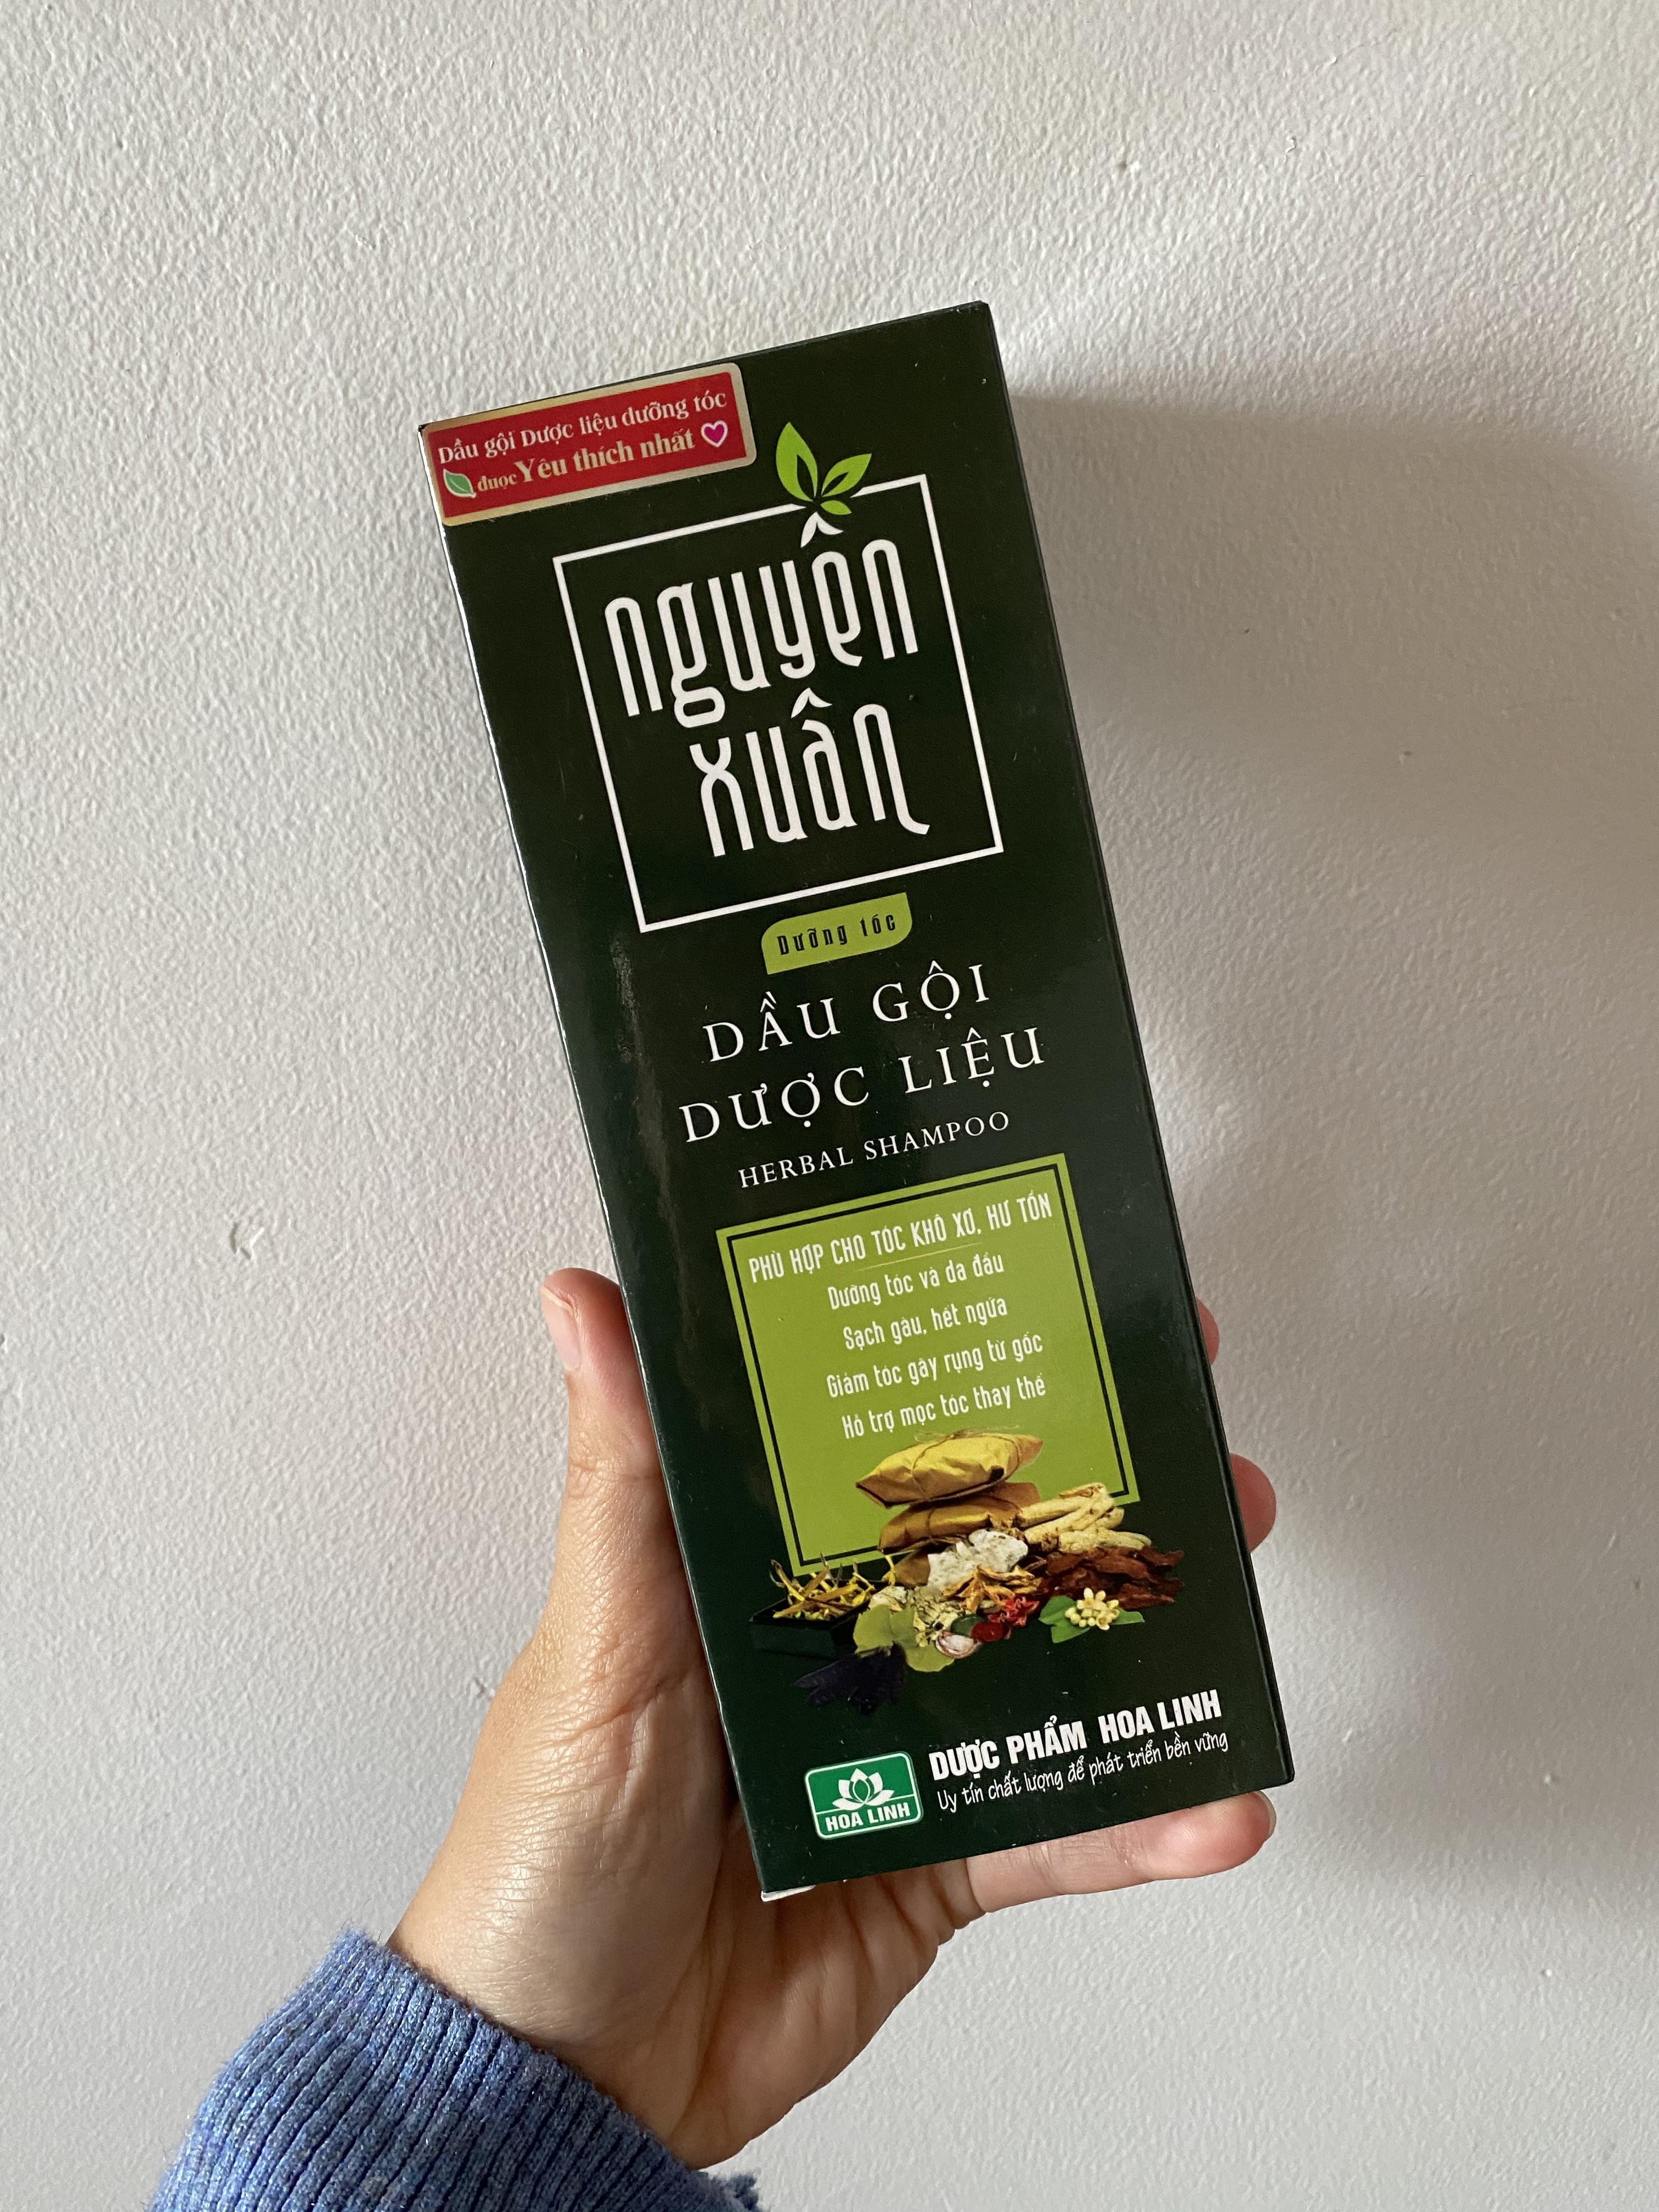 Dầu gội Dược liệu dưỡng tóc
được Yêu thích nhất
nguyên
xuân
Dưỡng tóc
DẦU GỘI
DƯỢC LIỆU
HERBAL SHAMPOO
PHÙ HỢP CHO TÓC KHÔ XƠ, HƯ TỔN
Dưỡng tóc và da đầu
Sạch gàu, hết ngứa
Giảm tóc gãy rụng từ gốc
Hỗ trợ mọc tóc thay thế
HOA LINH
DƯỢC PHẨM HOA LINH
Uy tín chất lượng để phát triển bền vững